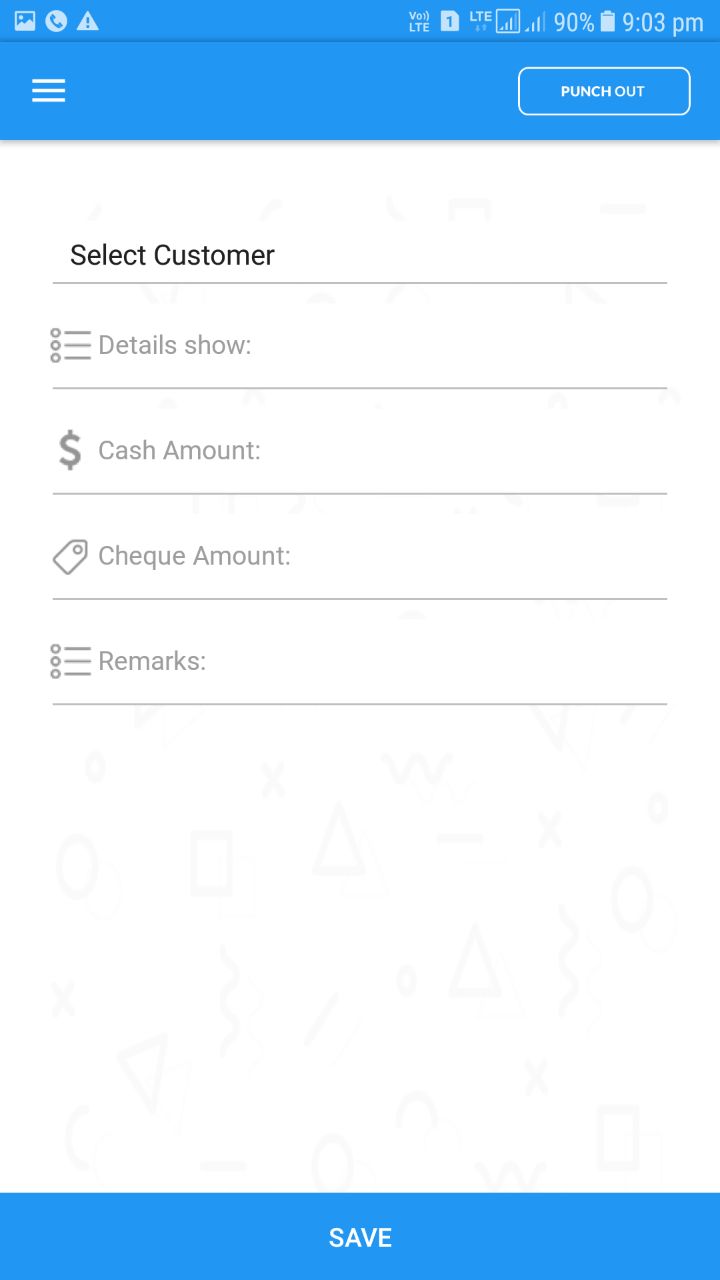 Vo)) LTE 1 LTE 90% 9:03 pm
PUNCH OUT
Select Customer
Details show:
Cash Amount:
Cheque Amount:
Remarks:
SAVE